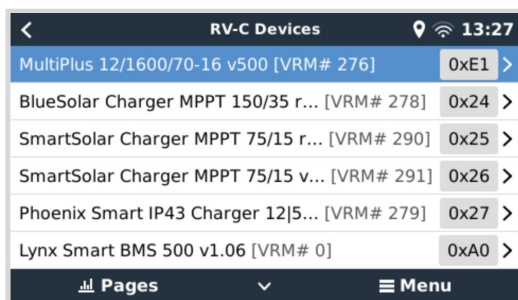 RV-C Devices 13:27
MultiPlus 12/1600/70-16 v500 [VRM# 276] 0xE1
BlueSolar Charger MPPT 150/35 r... [VRM# 278] 0x24
SmartSolar Charger MPPT 75/15 r... [VRM# 290] 0x25
SmartSolar Charger MPPT 75/15 v... [VRM# 291] 0x26
Phoenix Smart IP43 Charger 12|5... [VRM# 279] 0x27
Lynx Smart BMS 500 v1.06 [VRM# 0] 0xA0
Pages Menu